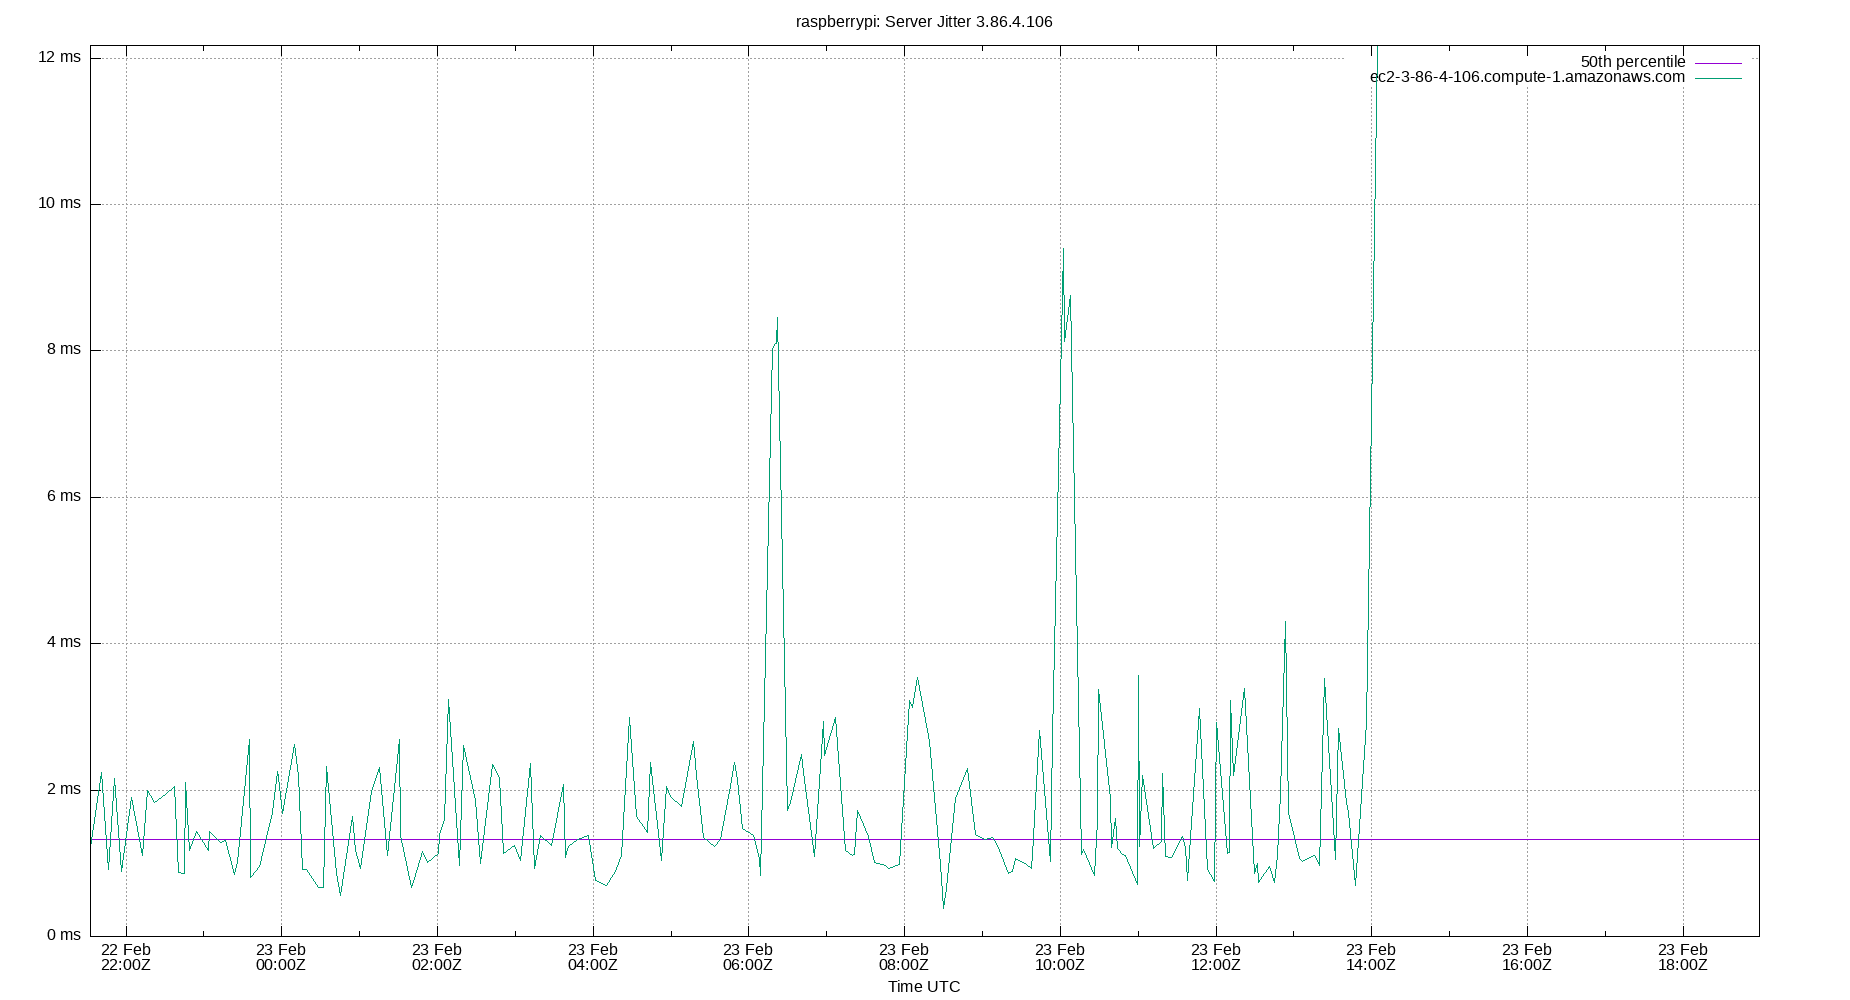 raspberrypi: Server Jitter 3.86.4.106
12 ms
50th percentile
ec2-3-86-4-106.compute-1.amazonaws.com
10 ms
8 ms
6 ms
4 ms
2 ms
0 ms
22 Feb 23 Feb 23 Feb 23 Feb 23 Feb 23 Feb 23 Feb 23 Feb 23 Feb 23 Feb 23 Feb
22:00Z 00:00Z 02:00Z 04:00Z 06:00Z 08:00Z 10:00Z 12:00Z 14:00Z 16:00Z 18:00Z
Time UTC